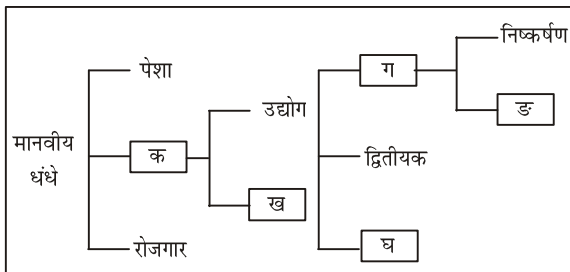 निष्कर्षण
पेशा
ग
उद्योग
ङ
मानवीय
धंधे
क
द्वितीयक
ख
रोजगार
घ